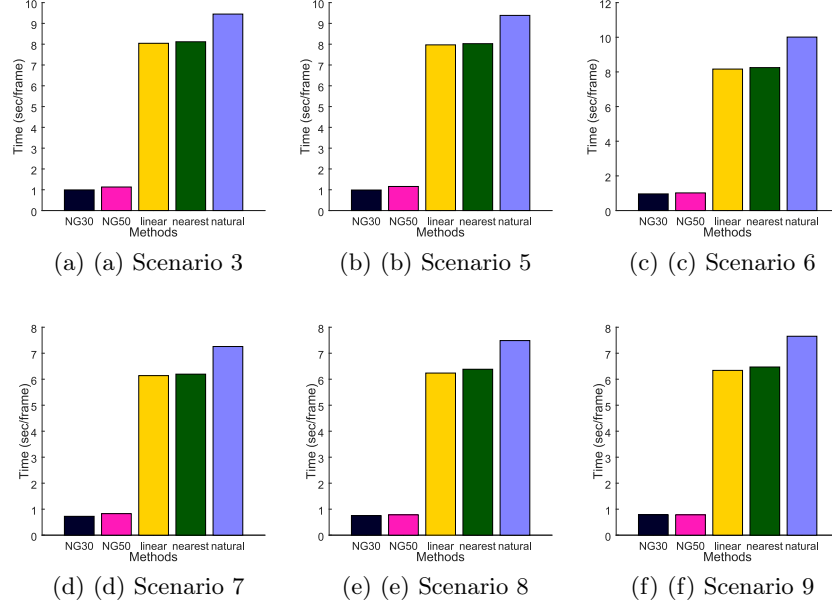 Time (sec/frame)
10
9
8
7
6
5
4
3
2
1
0
NG30 NG50 linear nearest natural
Methods
(a) (a) Scenario 3
Time (sec/frame)
10
9
8
7
6
5
4
3
2
1
0
NG30 NG50 linear nearest natural
Methods
(b) (b) Scenario 5
Time (sec/frame)
12
10
8
6
4
2
0
NG30 NG50 linear nearest natural
Methods
(c) (c) Scenario 6
Time (sec/frame)
8
7
6
5
4
3
2
1
0
NG30 NG50 linear nearest natural
Methods
(d) (d) Scenario 7
Time (sec/frame)
8
7
6
5
4
3
2
1
0
NG30 NG50 linear nearest natural
Methods
(e) (e) Scenario 8
Time (sec/frame)
8
7
6
5
4
3
2
1
0
NG30 NG50 linear nearest natural
Methods
(f) (f) Scenario 9